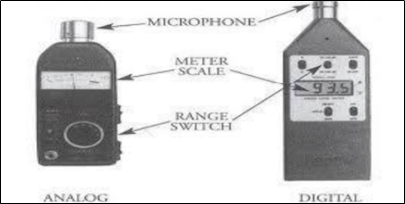 MICROPHONE
METER
SCALE
93.5
RANGE
SWITCH
ANALOG
DIGITAL